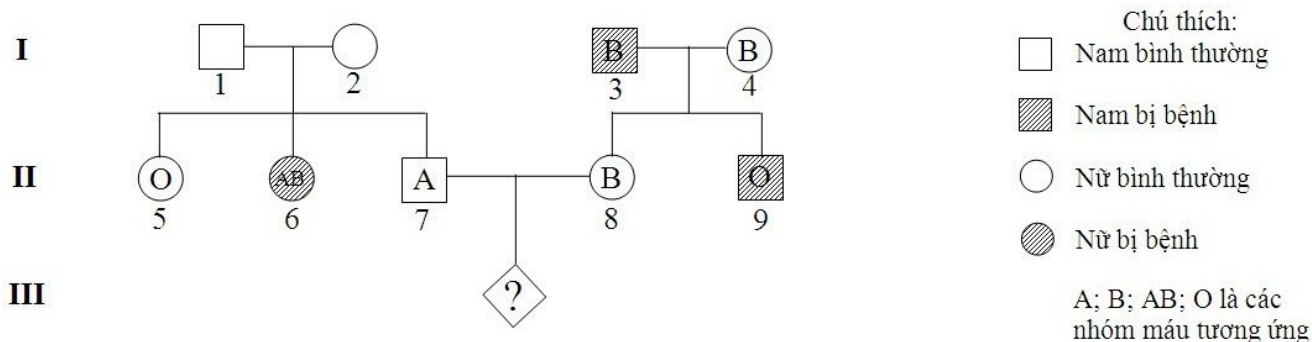 I
1
2
B
3
B
4
II
O
5
AB
6
A
7
B
8
O
9
III
?
Chú thích:
Nam bình thường
Nam bị bệnh
Nữ bình thường
Nữ bị bệnh
A; B; AB; O là các
nhóm máu tương ứng